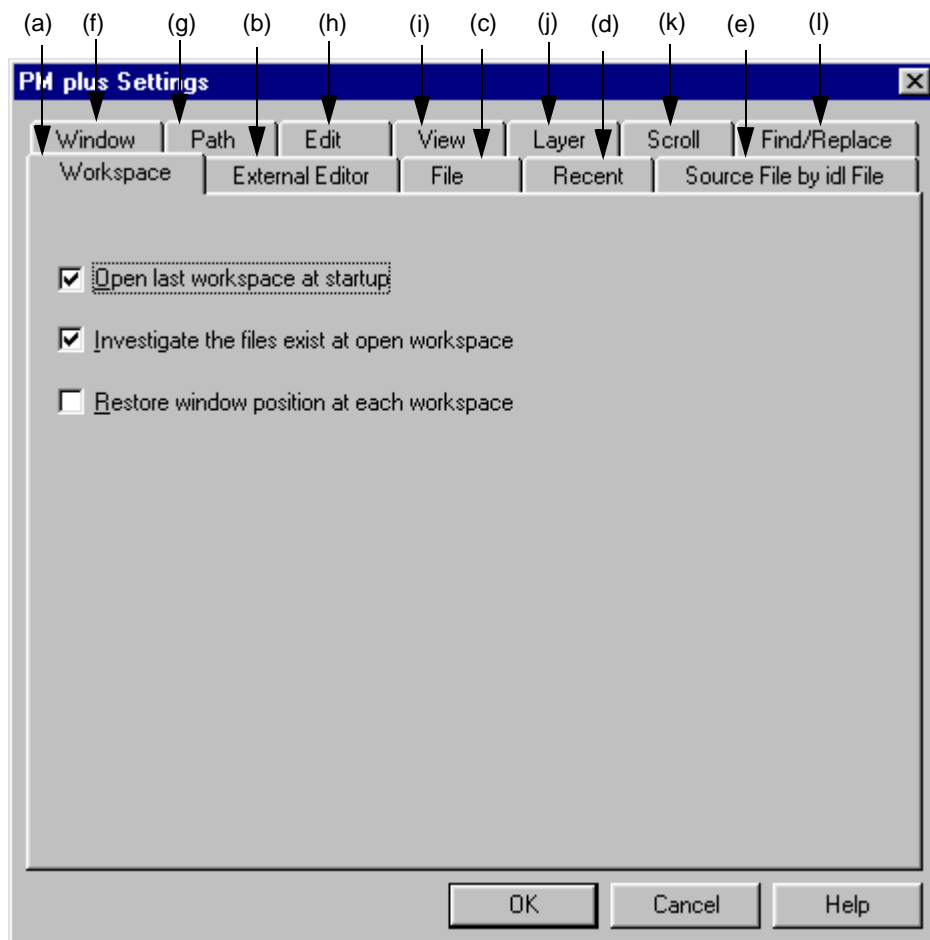 (a) (f) (g) (b) (h) (i) (c) (j) (d) (k) (e) (l)
PM plus Settings
Window Path Edit View Layer Scroll Find/Replace
Workspace External Editor File Recent Source File by idl File
Open last workspace at startup
Investigate the files exist at open workspace
Restore window position at each workspace
OK Cancel Help